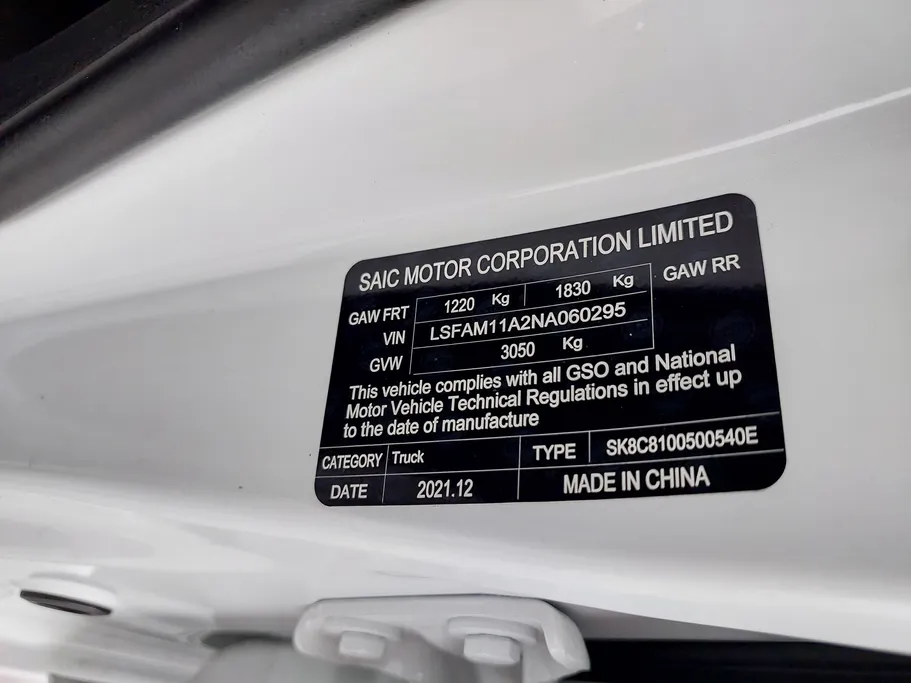 SAIC MOTOR CORPORATION LIMITED
GAW FRT 1220 Kg 1830 Kg GAW RR
VIN LSFAM11A2NA060295
GVW 3050 Kg
This vehicle complies with all GSO and National
Motor Vehicle Technical Regulations in effect up
to the date of manufacture
CATEGORY Truck TYPE SK8C8100500540E
DATE 2021.12 MADE IN CHINA